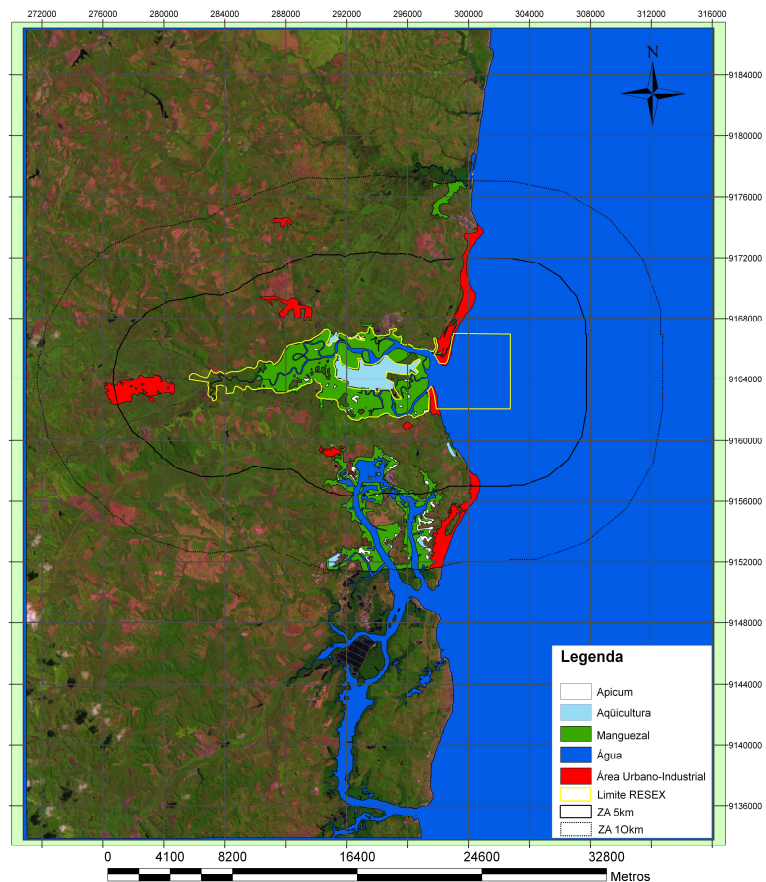 272000 276000 280000 284000 288000 292000 296000 300000 304000 308000 312000 316000
N
9184000
9180000
9176000
9172000
9168000
9164000
9160000
9156000
9152000
9148000
9144000
9140000
9136000
Legenda
Apicum
Aqüicultura
Manguezal
Água
Área Urbano-Industrial
Limite RESEX
ZA 5km
ZA 1Okm
0 4100 8200 16400 24600 32800
Metros